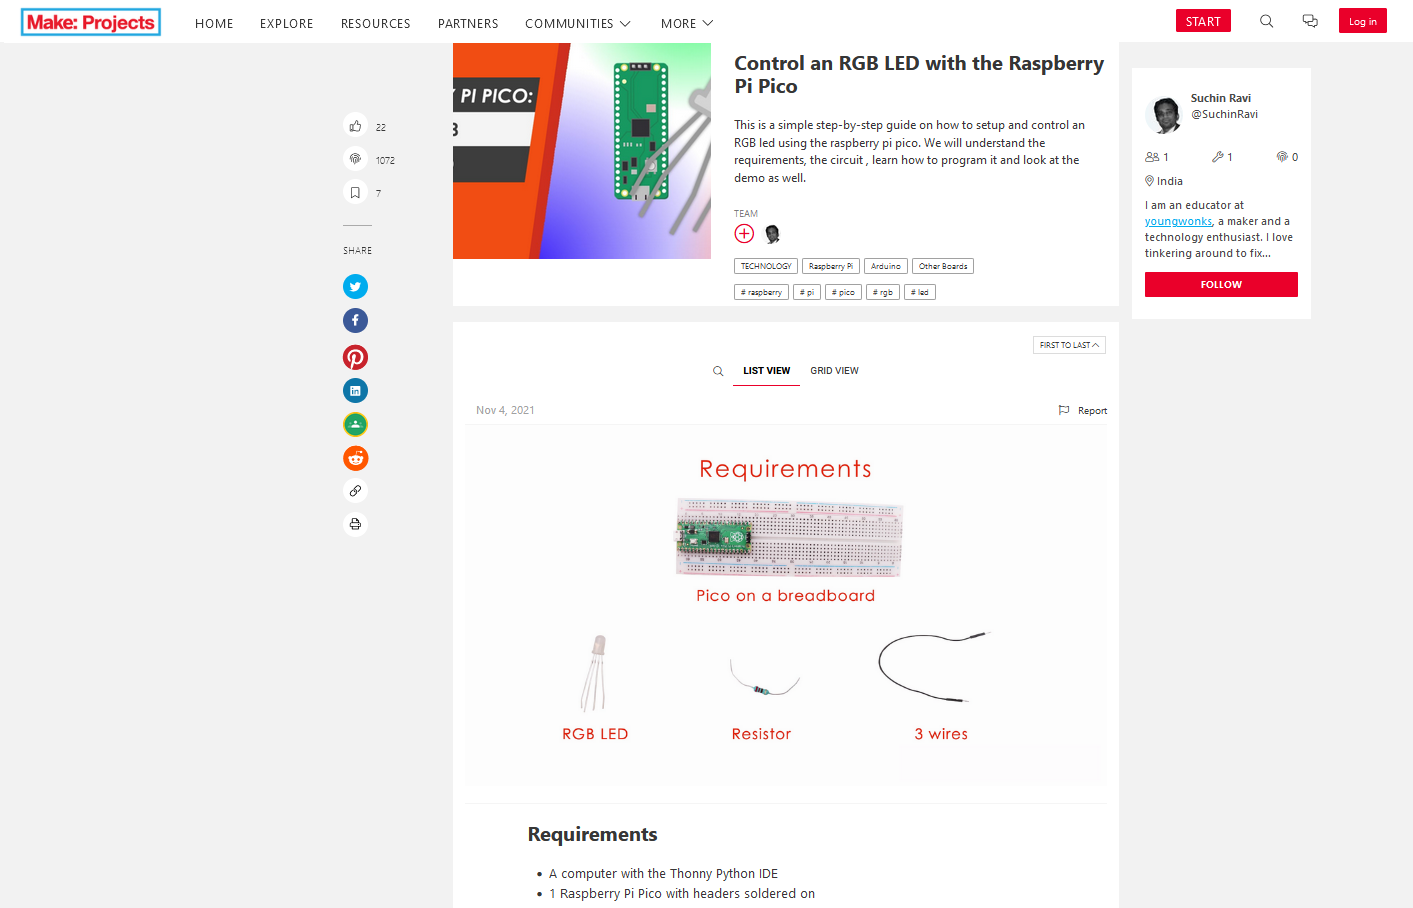 Make: Projects
HOME
EXPLORE
RESOURCES
PARTNERS
COMMUNITIES
MORE
START
Log in
22
1072
7
SHARE
Y PI PICO:
Control an RGB LED with the Raspberry
Pi Pico
This is a simple step-by-step guide on how to setup and control an
RGB led using the raspberry pi pico. We will understand the
requirements, the circuit , learn how to program it and look at the
demo as well.
TEAM
TECHNOLOGY
Raspberry Pi
Arduino
Other Boards
# raspberry
# pi
# pico
# rgb
# led
Suchin Ravi
@SuchinRavi
1
1
0
India
I am an educator at
youngwonks, a maker and a
technology enthusiast. I love
tinkering around to fix...
FOLLOW
FIRST TO LAST
LIST VIEW
GRID VIEW
Nov 4, 2021
Report
Requirements
Pico on a breadboard
RGB LED
Resistor
3 wires
Requirements
• A computer with the Thonny Python IDE
• 1 Raspberry Pi Pico with headers soldered on